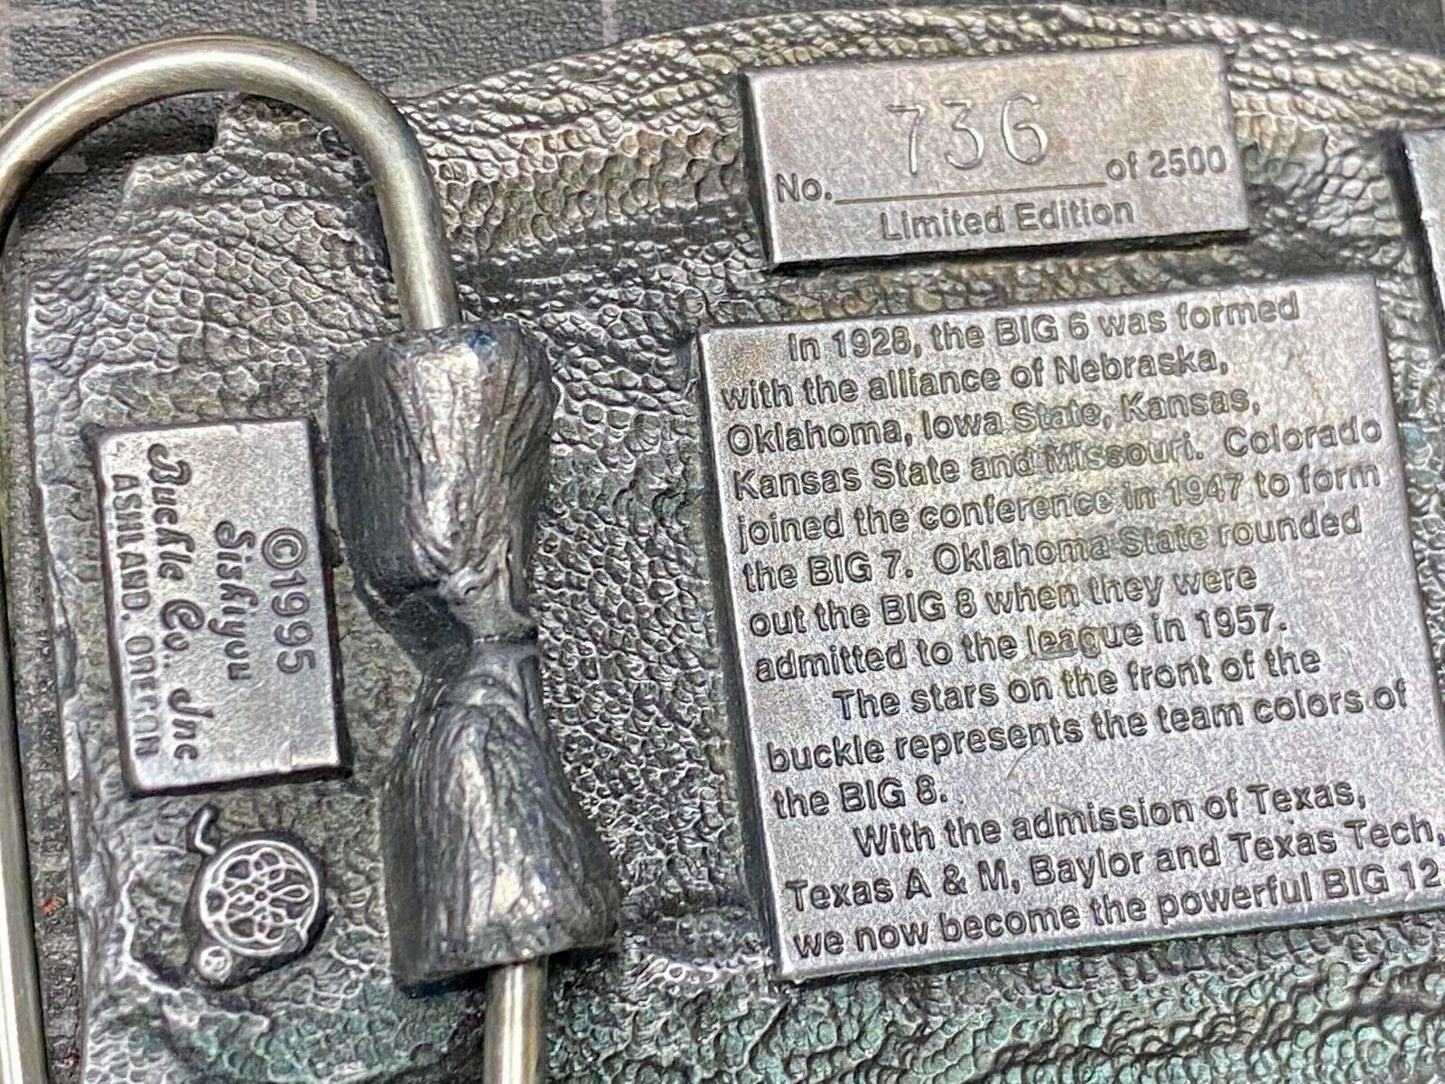 No. 736 of 2500
Limited Edition
In 1928, the BIG 6 was formed
with the alliance of Nebraska,
Oklahoma, Iowa State, Kansas,
Kansas State and Missouri. Colorado
joined the conference in 1947 to form
the BIG 7. Oklahoma State rounded
out the BIG 8 when they were
admitted to the league in 1957.
The stars on the front of the
buckle represents the team colors of
the BIG 8.
With the admission of Texas,
Texas A & M, Baylor and Texas Tech,
we now become the powerful BIG 12.
©1995
Siskiyou
Buckle Co., Inc
ASHLAND, OREGON